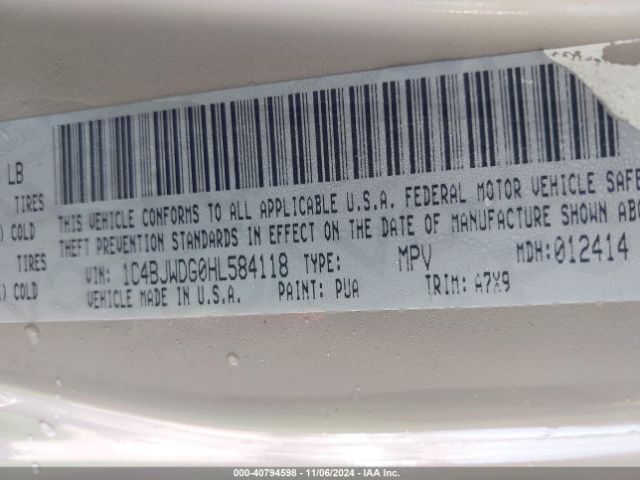 LB
TIRES
) COLD
TIRES
) COLD
THIS VEHICLE CONFORMS TO ALL APPLICABLE U.S.A. FEDERAL MOTOR VEHICLE SAFE
THEFT PREVENTION STANDARDS IN EFFECT ON THE DATE OF MANUFACTURE SHOWN ABO
VIN: 1C4BJWDG0HL584118 TYPE: MPV MDH:012414
VEHICLE MADE IN U.S.A. PAINT: PUA TRIM: A7X9
000-40794598 - 11/06/2024 - IAA Inc.